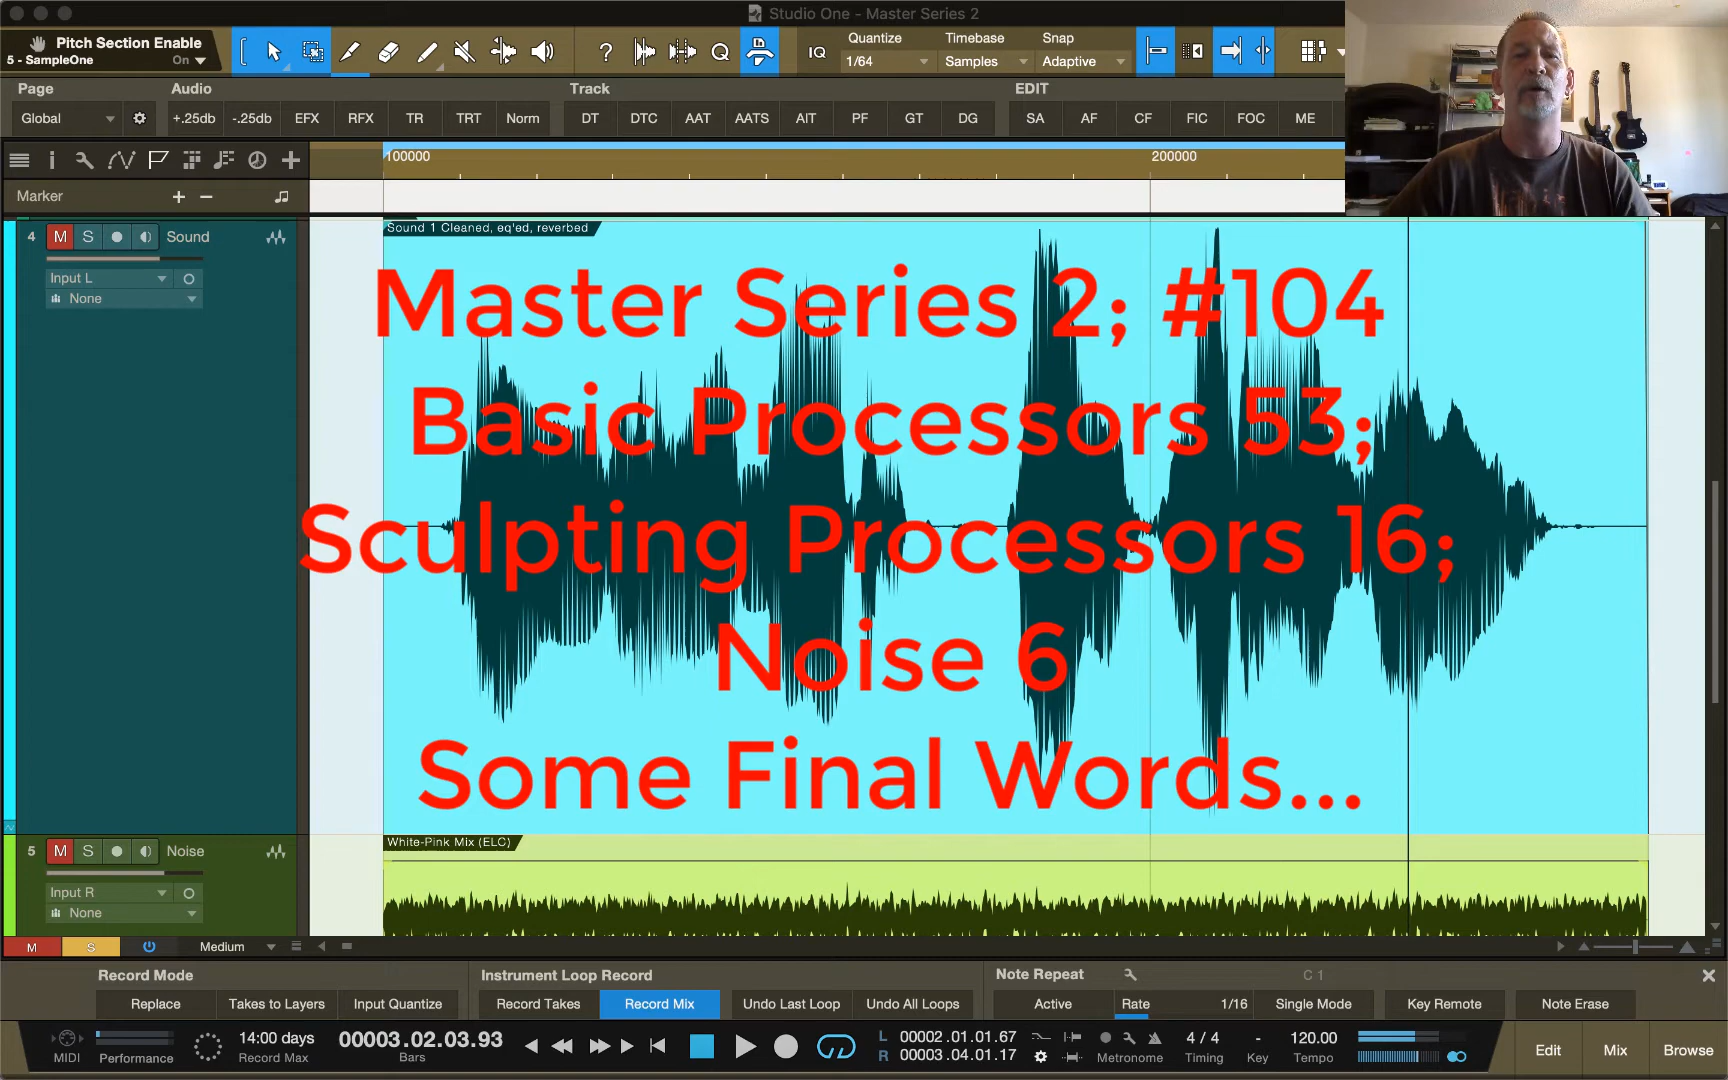 Studio One - Master Series 2
Pitch Section Enable
5 - SampleOne
On
?
IQ
Quantize
1/64
Timebase
Samples
Snap
Adaptive
Page
Audio
Track
EDIT
Global
+.25db
-.25db
EFX
RFX
TR
TRT
Norm
DT
DTC
AAT
AATS
AIT
PF
GT
DG
SA
AF
CF
FIC
FOC
ME
100000
200000
Marker
4
M
S
Sound
Input L
None
Sound 1 Cleaned, eq'ed, reverbed
Master Series 2; #104
Basic Processors 53;
Sculpting Processors 16;
Noise 6
Some Final Words...
5
M
S
Noise
Input R
None
White-Pink Mix (ELC)
M
S
Medium
Record Mode
Replace
Takes to Layers
Input Quantize
Instrument Loop Record
Record Takes
Record Mix
Undo Last Loop
Undo All Loops
Note Repeat
C 1
Active
Rate
1/16
Single Mode
Key Remote
Note Erase
MIDI
Performance
14:00 days
Record Max
00003.02.03.93
Bars
L 00002.01.01.67
R 00003.04.01.17
Metronome
4 / 4
Timing
-
Key
120.00
Tempo
Edit
Mix
Browse